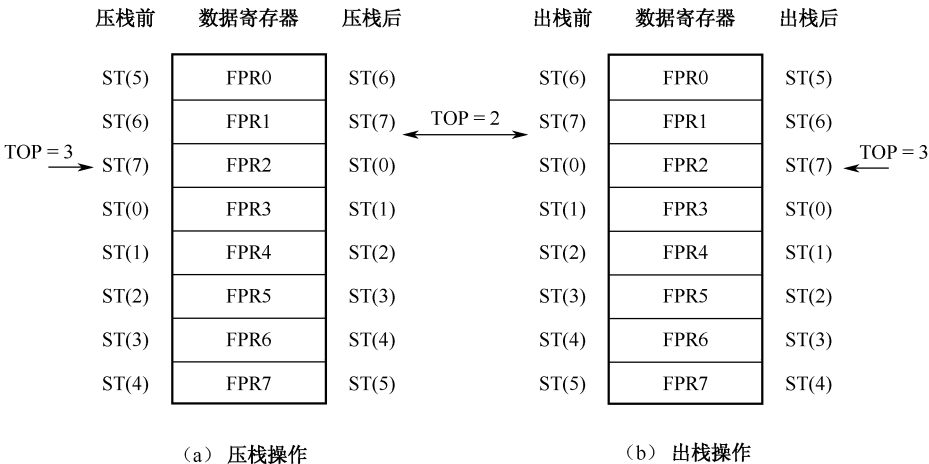 压栈前 数据寄存器 压栈后 出栈前 数据寄存器 出栈后
ST(5) FPR0 ST(6) ST(6) FPR0 ST(5)
ST(6) FPR1 ST(7) TOP = 2 ST(7) FPR1 ST(6)
TOP = 3 ST(7) FPR2 ST(0) ST(0) FPR2 ST(7) TOP = 3
ST(0) FPR3 ST(1) ST(1) FPR3 ST(0)
ST(1) FPR4 ST(2) ST(2) FPR4 ST(1)
ST(2) FPR5 ST(3) ST(3) FPR5 ST(2)
ST(3) FPR6 ST(4) ST(4) FPR6 ST(3)
ST(4) FPR7 ST(5) ST(5) FPR7 ST(4)
（a） 压栈操作 （b） 出栈操作